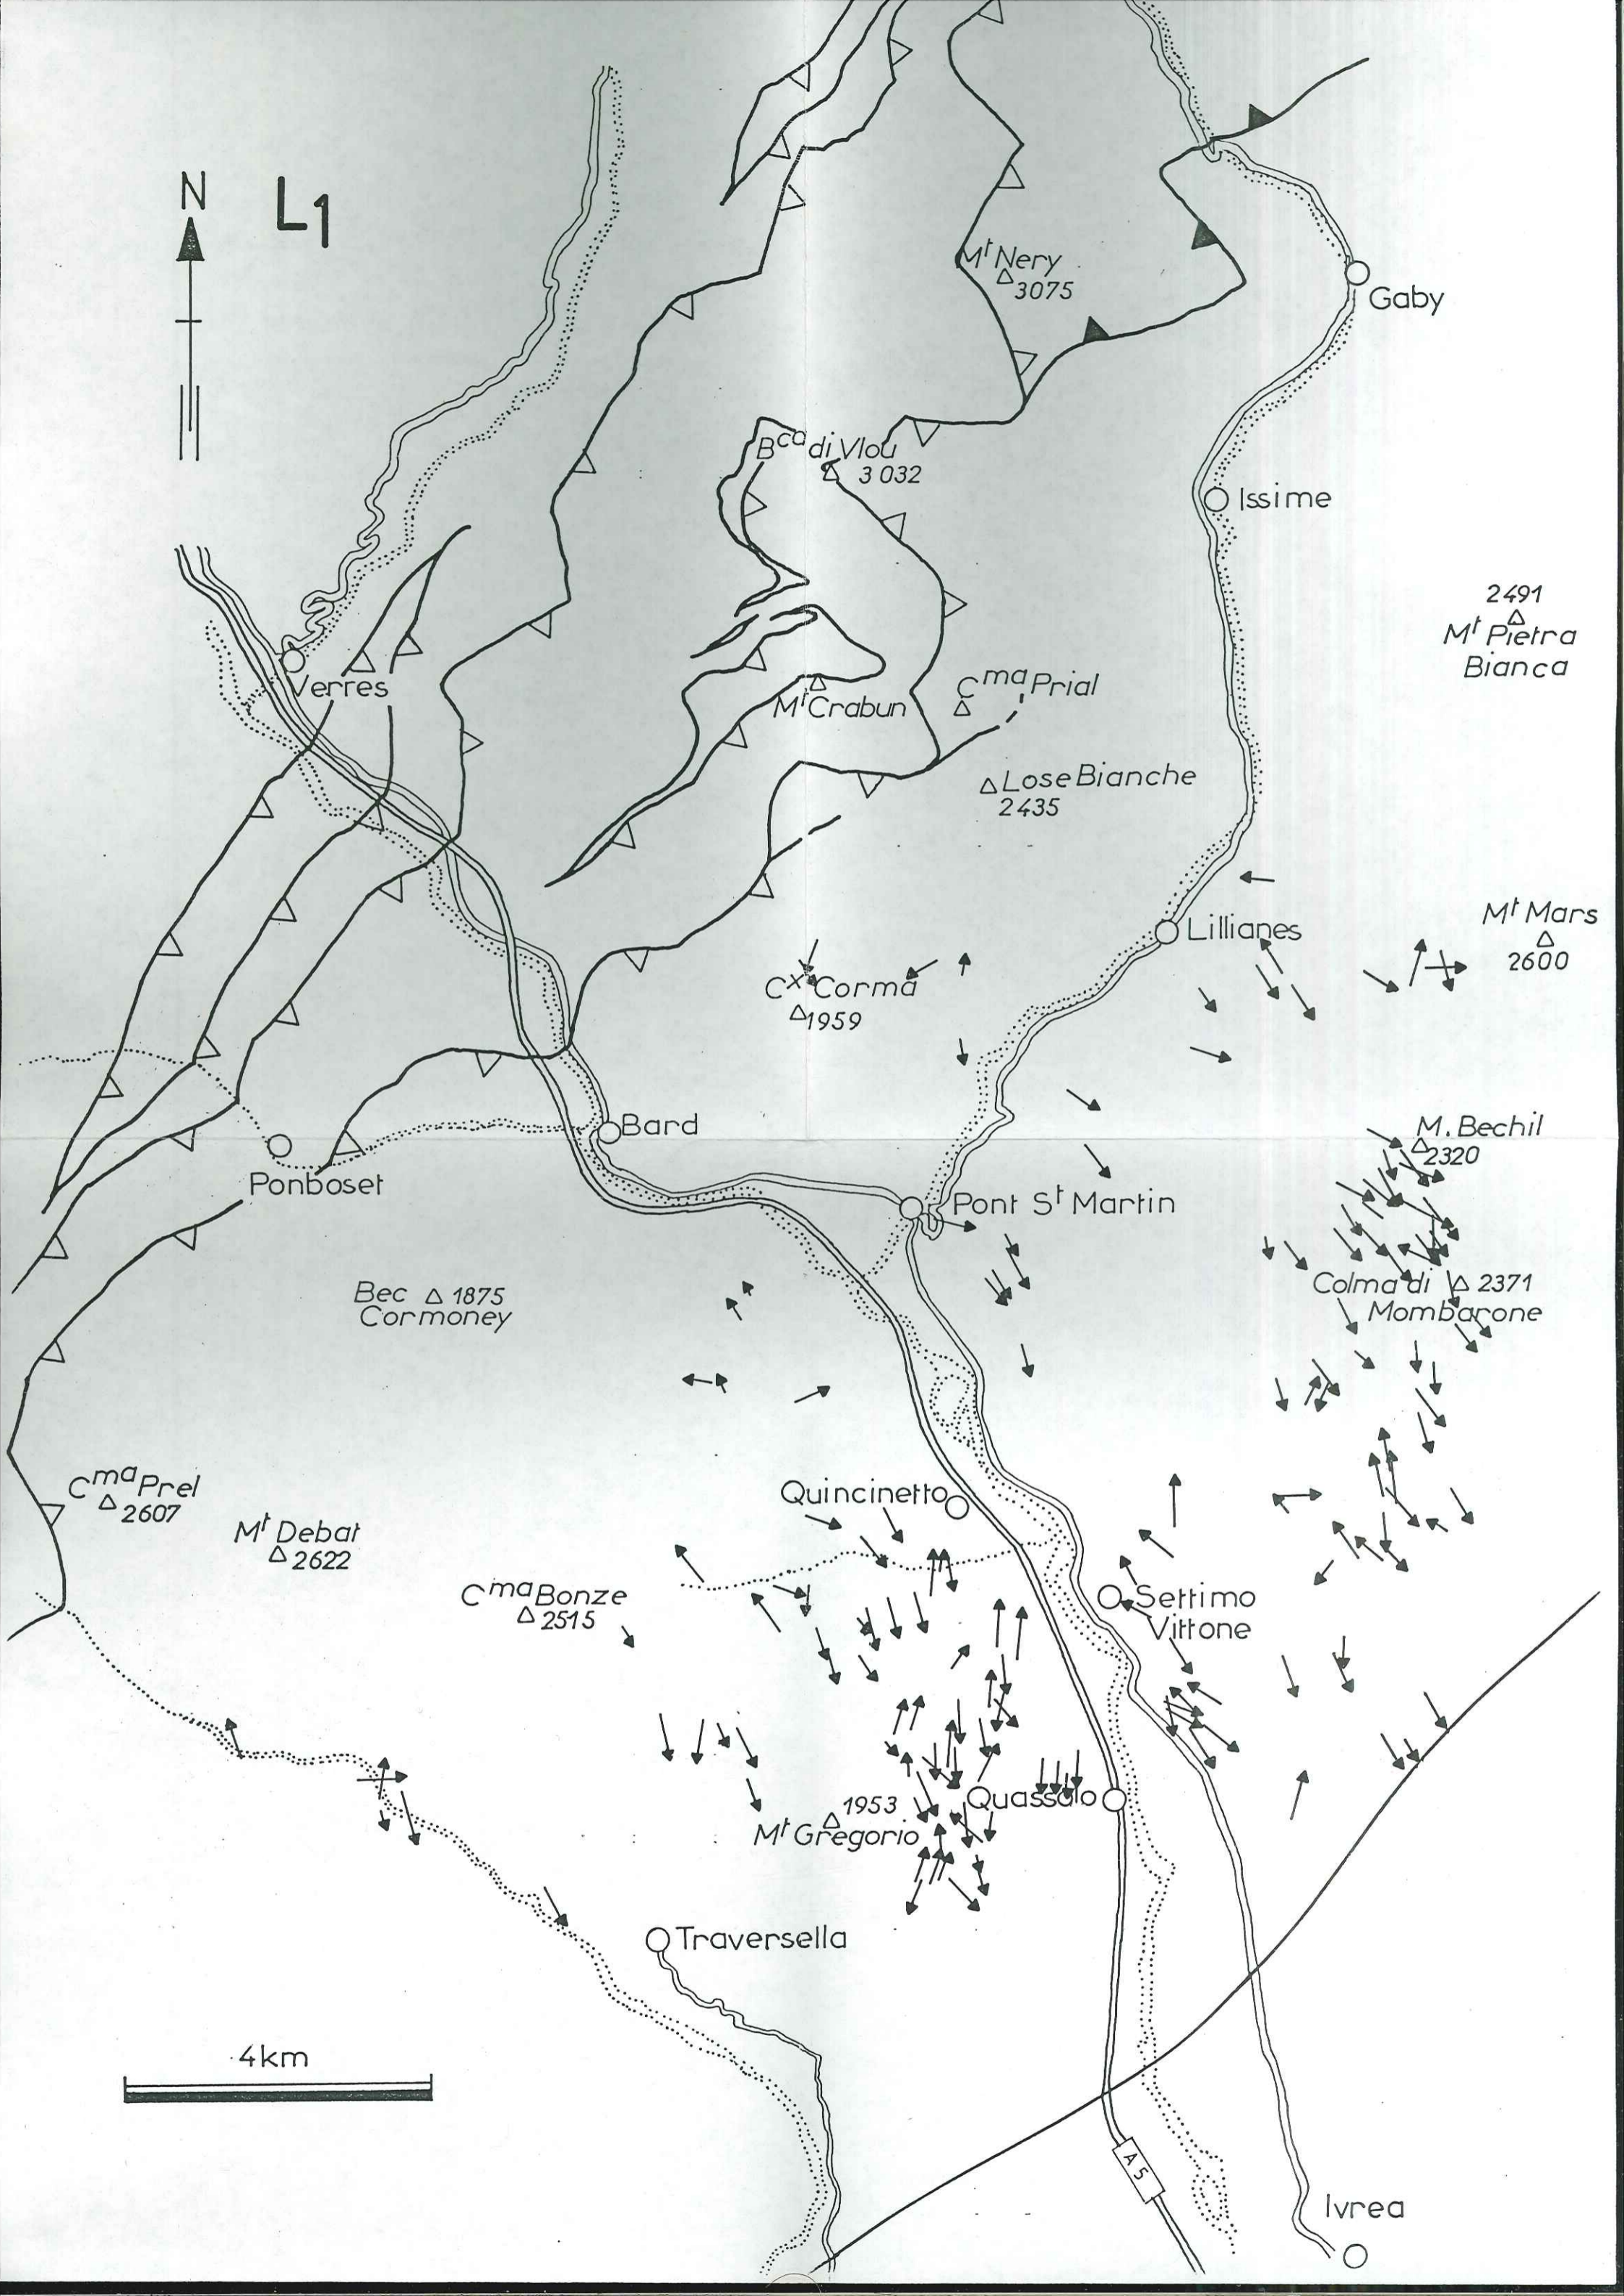 N
L1
Mt Nery
3075
Gaby
Bca di Vlou
3032
Issime
2491
Mt Pietra
Bianca
Verres
Cma Prial
Mt Crabun
Lose Bianche
2435
Mt Mars
2600
Lillianes
Cx Corma
1959
Bard
M. Bechil
2320
Ponboset
Pont St Martin
Bec 1875
Cormoney
Colma di 2371
Mombarone
Cma Prel
2607
Quincinetto
Mt Debat
2622
Cma Bonze
2515
Settimo
Vittone
Quassolo
1953
Mt Gregorio
Traversella
4km
A5
Ivrea